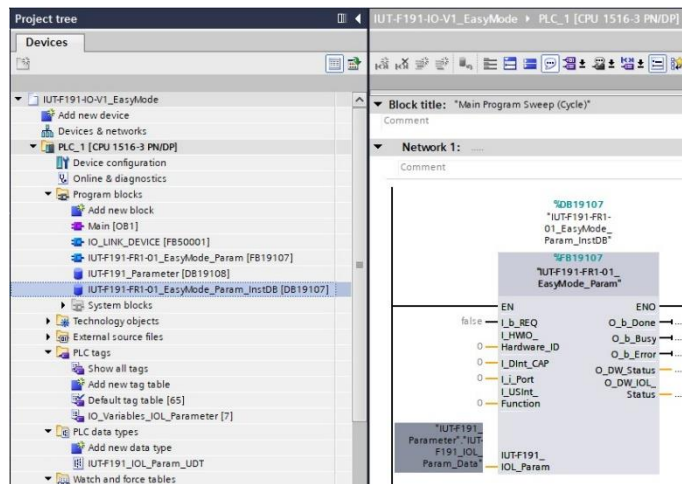 Project tree
Devices
IUT-F191-IO-V1_EasyMode
Add new device
Devices & networks
PLC_1 [CPU 1516-3 PN/DP]
Device configuration
Online & diagnostics
Program blocks
Add new block
Main [OB1]
IO_LINK_DEVICE [FB50001]
IUT-F191-FR1-01_EasyMode_Param [FB19107]
IUT-F191_Parameter [DB19108]
IUT-F191-FR1-01_EasyMode_Param_InstDB [DB19107]
System blocks
Technology objects
External source files
PLC tags
Show all tags
Add new tag table
Default tag table [65]
IO_Variables_IOL_Parameter [7]
PLC data types
Add new data type
IUT-F191_IOL_Param_UDT
Watch and force tables
IUT-F191-IO-V1_EasyMode ▸ PLC_1 [CPU 1516-3 PN/DP]
Block title: "Main Program Sweep (Cycle)"
Comment
Network 1: .....
Comment
%DB19107
"IUT-F191-FR1-
01_EasyMode_
Param_InstDB"
%FB19107
"IUT-F191-FR1-01_
EasyMode_Param"
EN ENO
false I_b_REQ O_b_Done
I_HWIO_
0 Hardware_ID O_b_Busy
0 I_DInt_CAP O_b_Error
0 I_i_Port O_DW_Status ...
I_USInt_ O_DW_IOL_
0 Function Status ...
"IUT-F191_
Parameter"."IUT-
F191_IOL_
Param_Data"
IUT-F191_
IOL_Param